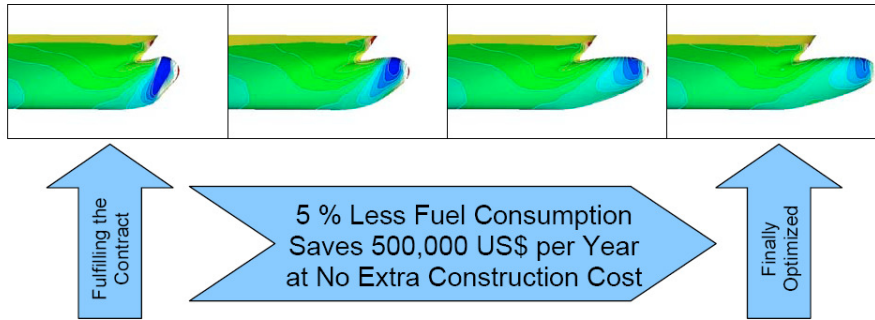 Fulfilling the
Contract
5 % Less Fuel Consumption
Saves 500,000 US$ per Year
at No Extra Construction Cost
Finally
Optimized